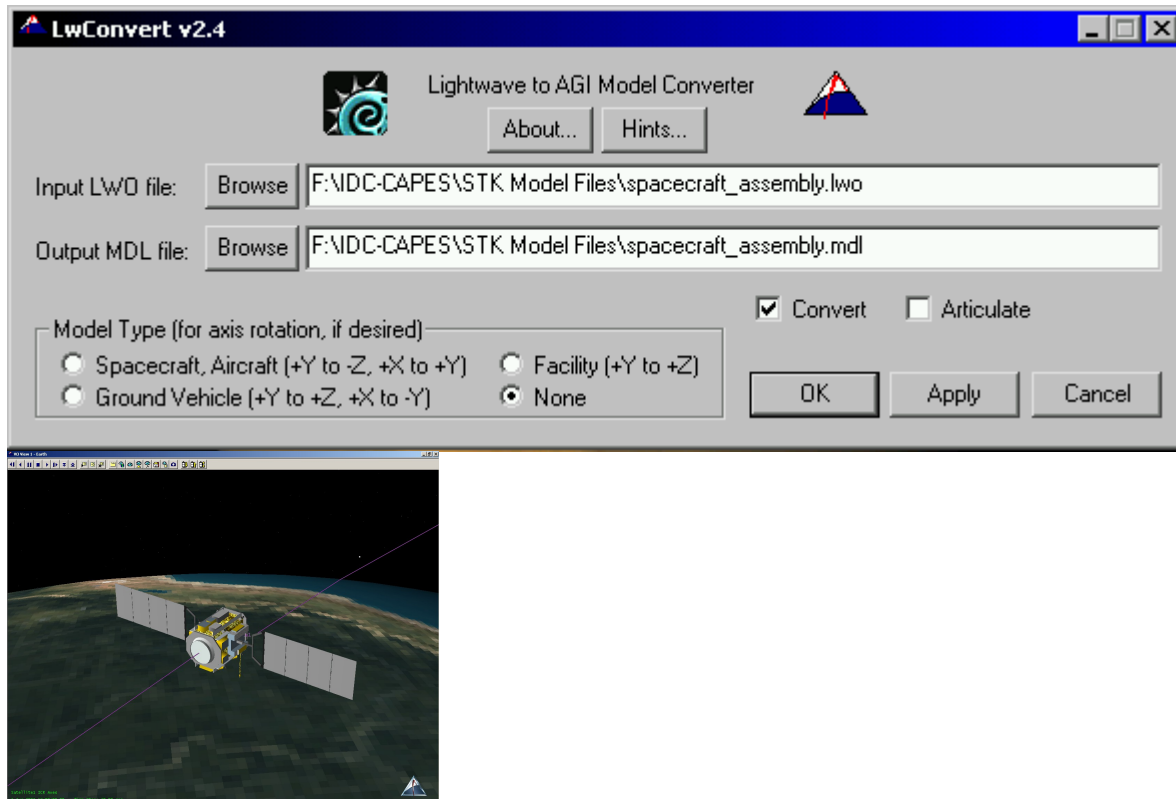 LwConvert v2.4
Lightwave to AGI Model Converter
About... Hints...
Input LWO file: Browse F:\IDC-CAPES\STK Model Files\spacecraft_assembly.lwo
Output MDL file: Browse F:\IDC-CAPES\STK Model Files\spacecraft_assembly.mdl
Convert Articulate
Model Type (for axis rotation, if desired)
Spacecraft, Aircraft (+Y to -Z, +X to +Y) Facility (+Y to +Z)
Ground Vehicle (+Y to +Z, +X to -Y) None
OK Apply Cancel